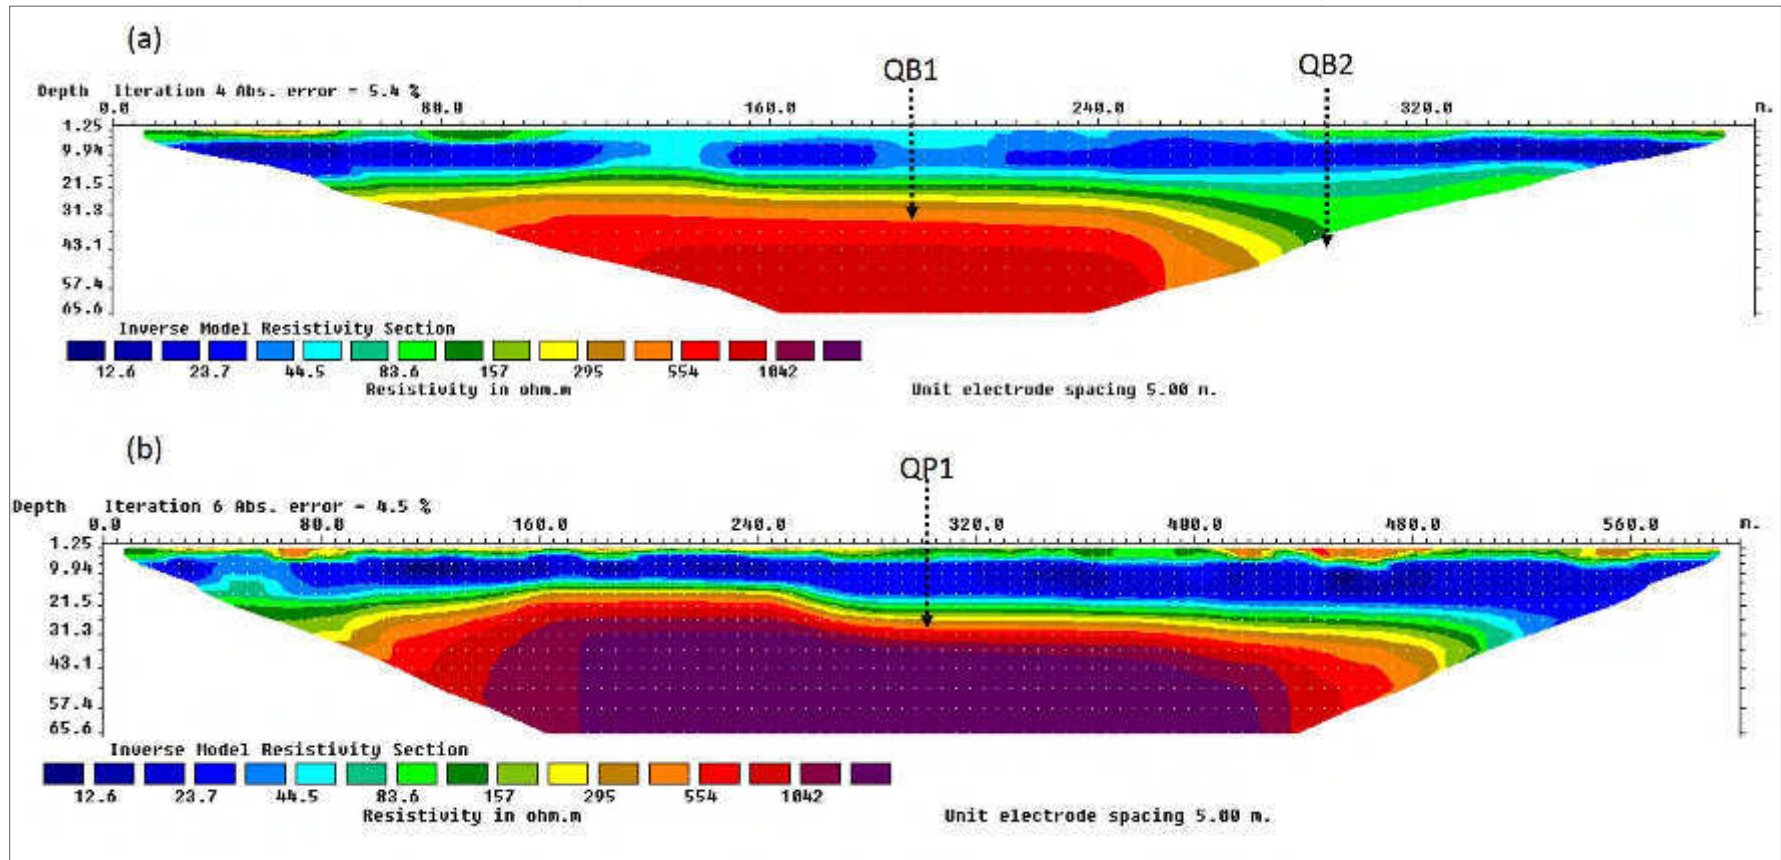 (a)
QB1
QB2
Depth Iteration 4 Abs. error = 5.4 %
0.0 80.0 160.0 240.0 320.0 m.
1.25
9.94
21.5
31.3
43.1
57.4
65.6
Inverse Model Resistivity Section
12.6 23.7 44.5 83.6 157 295 554 1042
Resistivity in ohm.m
Unit electrode spacing 5.00 m.
(b)
QP1
Depth Iteration 6 Abs. error = 4.5 %
0.0 80.0 160.0 240.0 320.0 400.0 480.0 560.0 m.
1.25
9.94
21.5
31.3
43.1
57.4
65.6
Inverse Model Resistivity Section
12.6 23.7 44.5 83.6 157 295 554 1042
Resistivity in ohm.m
Unit electrode spacing 5.00 m.